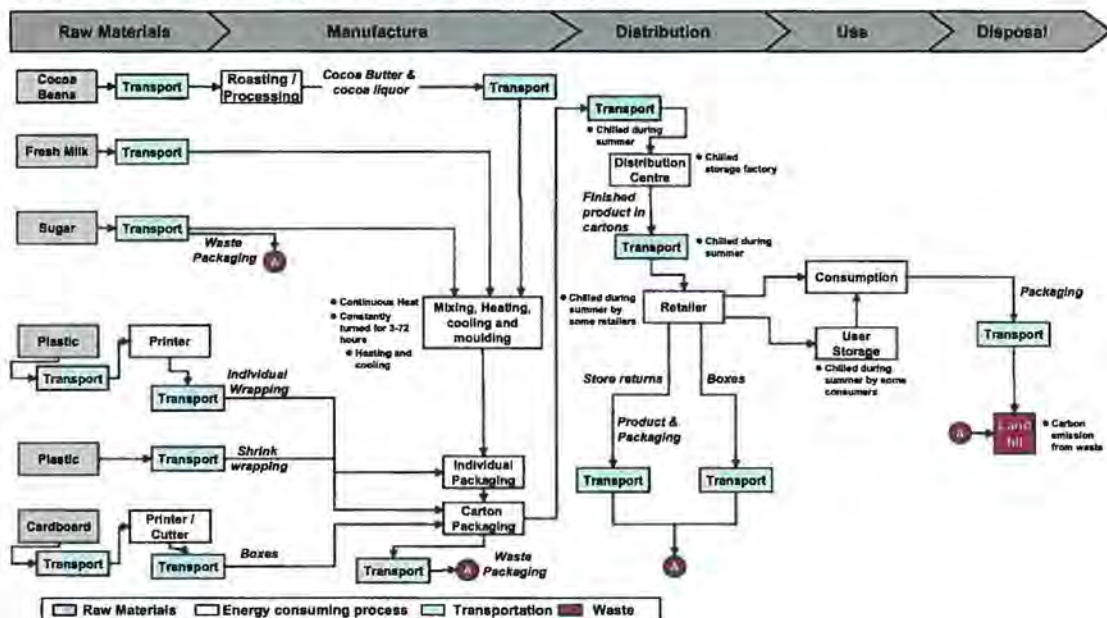 Raw Materials
Manufactura
Distribution
Use
Disposal
Cocoa
Beans
Transport
Roasting /
Processing
Cocoa Butter &
cocoa liquor
Transport
Transport
• Chilled during
summer
Fresh Milk
Transport
Distribution
Centre
• Chilled
storage factory
Finished
product in
cartons
Sugar
Transport
Waste
Packaging
A
Transport
• Chilled during
summer
Consumption
Packaging
• Continuous Heat
• Constantly
turned for 3-72
hours
• Heating and
cooling
Mixing, Heating,
cooling and
moulding
• Chilled during
summer by some
retailers
Retailer
User
Storage
• Chilled during
summer by some
consumers
Transport
Plastic
Transport
Printer
Transport
Individual
Wrapping
Store returns
Boxes
Product &
Packaging
A
Land
fill
• Carbon
emission
from waste
Plastic
Transport
Shrink
wrapping
Individual
Packaging
Transport
Transport
Cardboard
Transport
Printer /
Cutter
Transport
Boxes
Carton
Packaging
Transport
A
Waste
Packaging
A
Raw Materials
Energy consuming process
Transportation
Waste